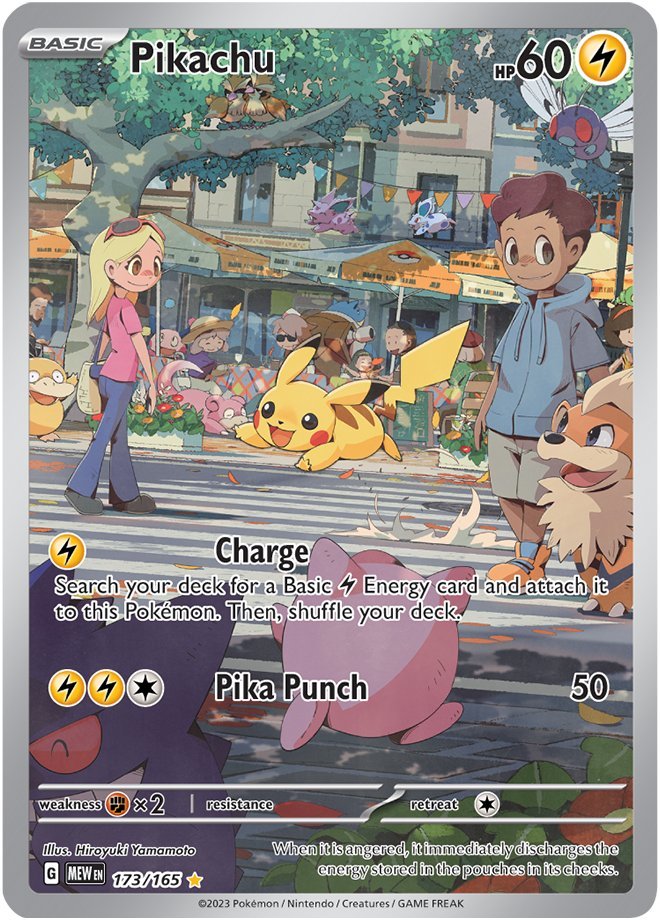 BASIC
Pikachu
HP 60
Charge
Search your deck for a Basic Energy card and attach it
to this Pokémon. Then, shuffle your deck.
Pika Punch 50
weakness ×2 resistance retreat
Illus. Hiroyuki Yamamoto
When it is angered, it immediately discharges the
energy stored in the pouches in its cheeks.
G MEW EN 173/165
©2023 Pokémon / Nintendo / Creatures / GAME FREAK